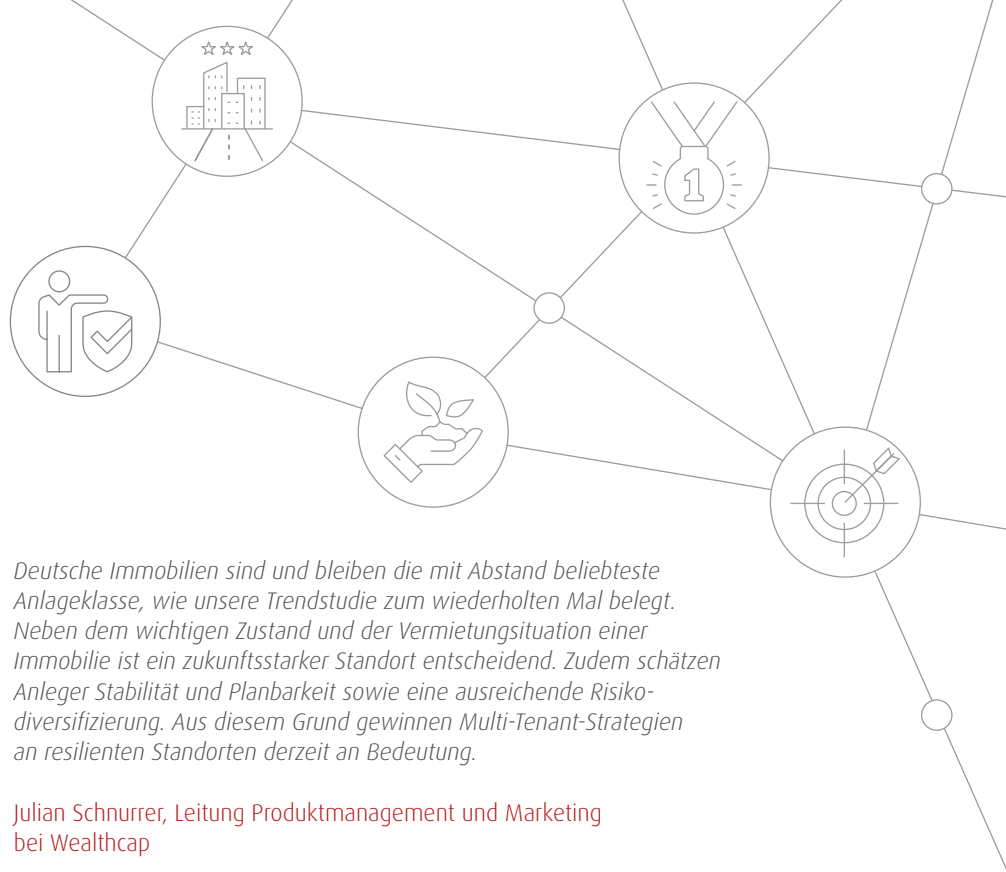 1
Deutsche Immobilien sind und bleiben die mit Abstand beliebteste
Anlageklasse, wie unsere Trendstudie zum wiederholten Mal belegt.
Neben dem wichtigen Zustand und der Vermietungsituation einer
Immobilie ist ein zukunftsstarker Standort entscheidend. Zudem schätzen
Anleger Stabilität und Planbarkeit sowie eine ausreichende Risiko-
diversifizierung. Aus diesem Grund gewinnen Multi-Tenant-Strategien
an resilienten Standorten derzeit an Bedeutung.
Julian Schnurrer, Leitung Produktmanagement und Marketing
bei Wealthcap